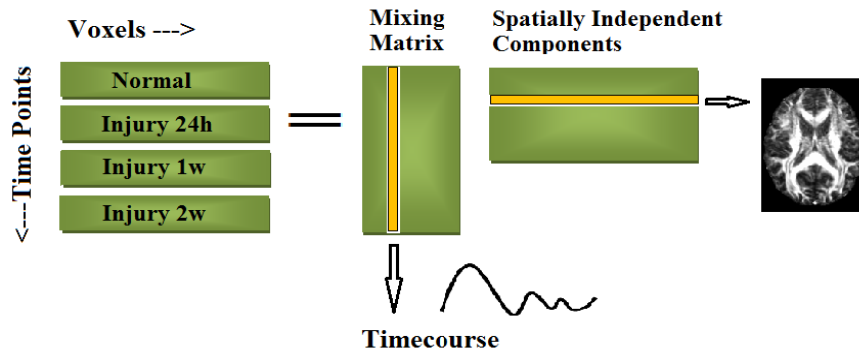 Voxels --->
<---Time Points
Normal
Injury 24h
Injury 1w
Injury 2w
Mixing
Matrix
Spatially Independent
Components
Timecourse